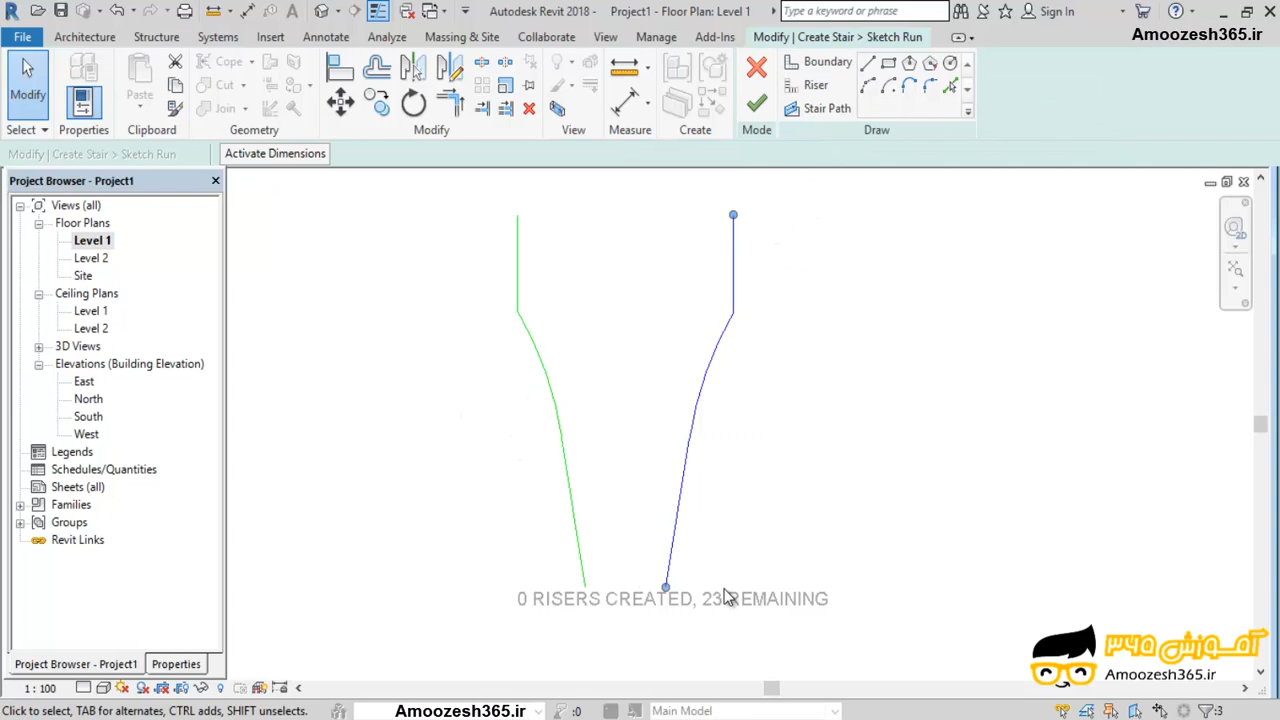 Autodesk Revit 2018 - Project1 - Floor Plan: Level 1
Type a keyword or phrase
Sign In
File
Architecture
Structure
Systems
Insert
Annotate
Analyze
Massing & Site
Collaborate
View
Manage
Add-Ins
Modify | Create Stair > Sketch Run
Amoozesh365.ir
Modify
Paste
Cope
Cut
Join
Boundary
Riser
Stair Path
Select
Properties
Clipboard
Geometry
Modify
View
Measure
Create
Mode
Draw
Modify | Create Stair > Sketch Run
Activate Dimensions
Project Browser - Project1
Views (all)
Floor Plans
Level 1
Level 2
Site
Ceiling Plans
Level 1
Level 2
3D Views
Elevations (Building Elevation)
East
North
South
West
Legends
Schedules/Quantities
Sheets (all)
Families
Groups
Revit Links
2D
0 RISERS CREATED, 23 REMAINING
آموزش ۳۶۵
Amoozesh365.ir
Project Browser - Project1
Properties
1 : 100
Click to select, TAB for alternates, CTRL adds, SHIFT unselects.
Amoozesh365.ir
:0
Main Model
:3